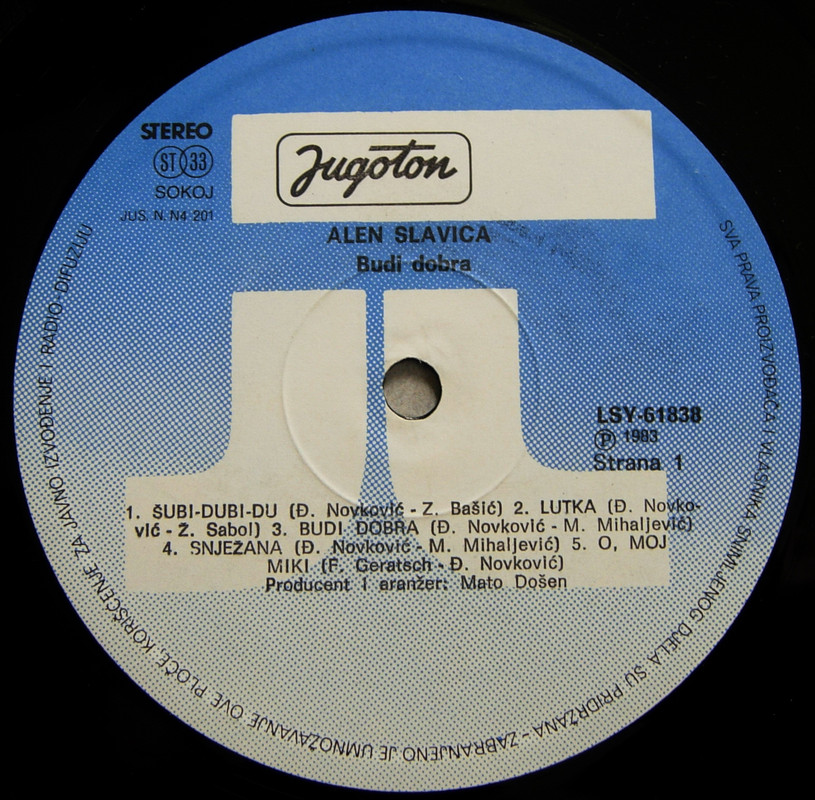 STEREO
ST 33
SOKOJ
JUS. N. N4 201
Jugoton
ALEN SLAVICA
Budi dobra
LSY-61838
Ⓟ 1983
Strana 1
1. ŠUBI-DUBI-DU (Đ. Novković - Z. Bašić) 2. LUTKA (Đ. Novko-
vić - Ž. Sabol) 3. BUDI DOBRA (Đ. Novković - M. Mihaljević)
4. SNJEŽANA (Đ. Novković - M. Mihaljević) 5. O, MOJ
MIKI (F. Geratsch - Đ. Novković)
Producent i aranžer: Mato Došen
SVA PRAVA PROIZVOĐAČA I VLASNIKA SNIMLJENOG DJELA SU PRIDRŽANA - ZABRANJENO JE UMNOŽAVANJE OVE PLOČE, KORIŠĆENJE ZA JAVNO IZVOĐENJE I RADIO-DIFUZIJU